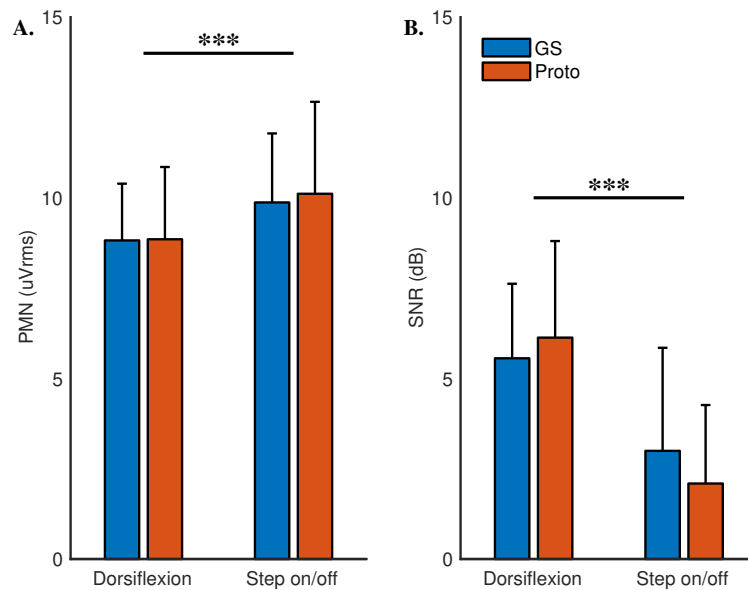 A.
***
15
10
5
0
PMN (uVrms)
Dorsiflexion
Step on/off
B.
GS
Proto
***
15
10
5
0
SNR (dB)
Dorsiflexion
Step on/off